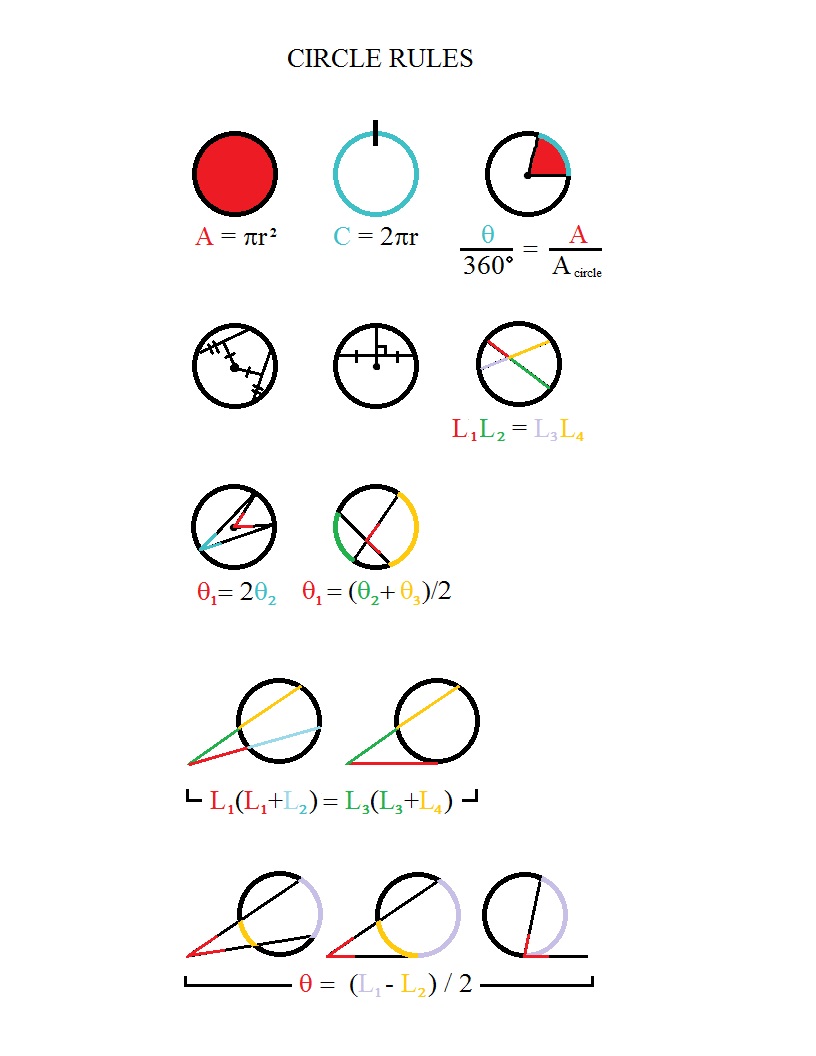 CIRCLE RULES
A = πr²
C = 2πr
θ/360° = A/A circle
L₁L₂ = L₃L₄
θ₁= 2θ₂
θ₁ = (θ₂+ θ₃)/2
L₁(L₁+L₂) = L₃(L₃+L₄)
θ = (L₁- L₂) / 2